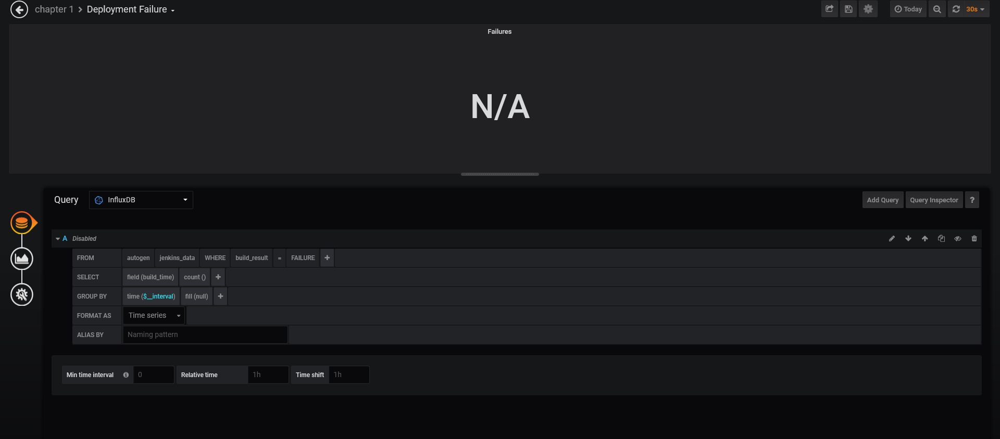 chapter 1 > Deployment Failure
Today
30s
Failures
N/A
Query InfluxDB
Add Query Query Inspector ?
A Disabled
FROM autogen jenkins_data WHERE build_result = FAILURE +
SELECT field (build_time) count () +
GROUP BY time ($__interval) fill (null) +
FORMAT AS Time series
ALIAS BY Naming pattern
Min time interval 0 Relative time 1h Time shift 1h